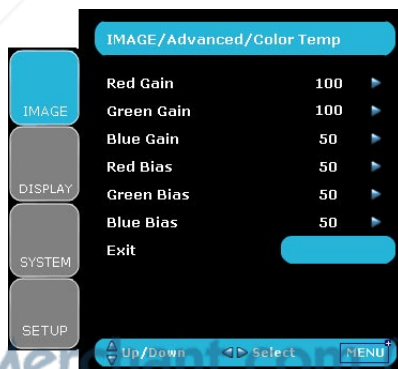 IMAGE/Advanced/Color Temp
Red Gain 100
Green Gain 100
Blue Gain 50
Red Bias 50
Green Bias 50
Blue Bias 50
Exit
IMAGE
DISPLAY
SYSTEM
SETUP
Up/Down Select MENU